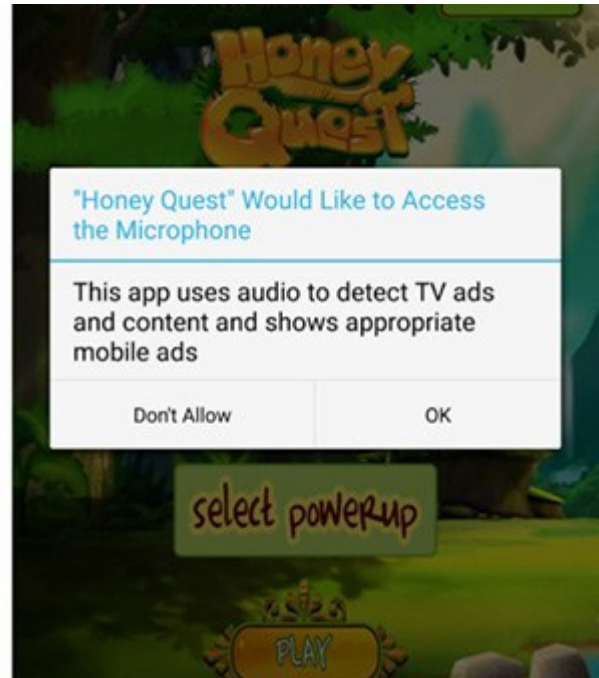 Honey
Quest
"Honey Quest" Would Like to Access
the Microphone
This app uses audio to detect TV ads
and content and shows appropriate
mobile ads
Don't Allow
OK
select powerup
PLAY